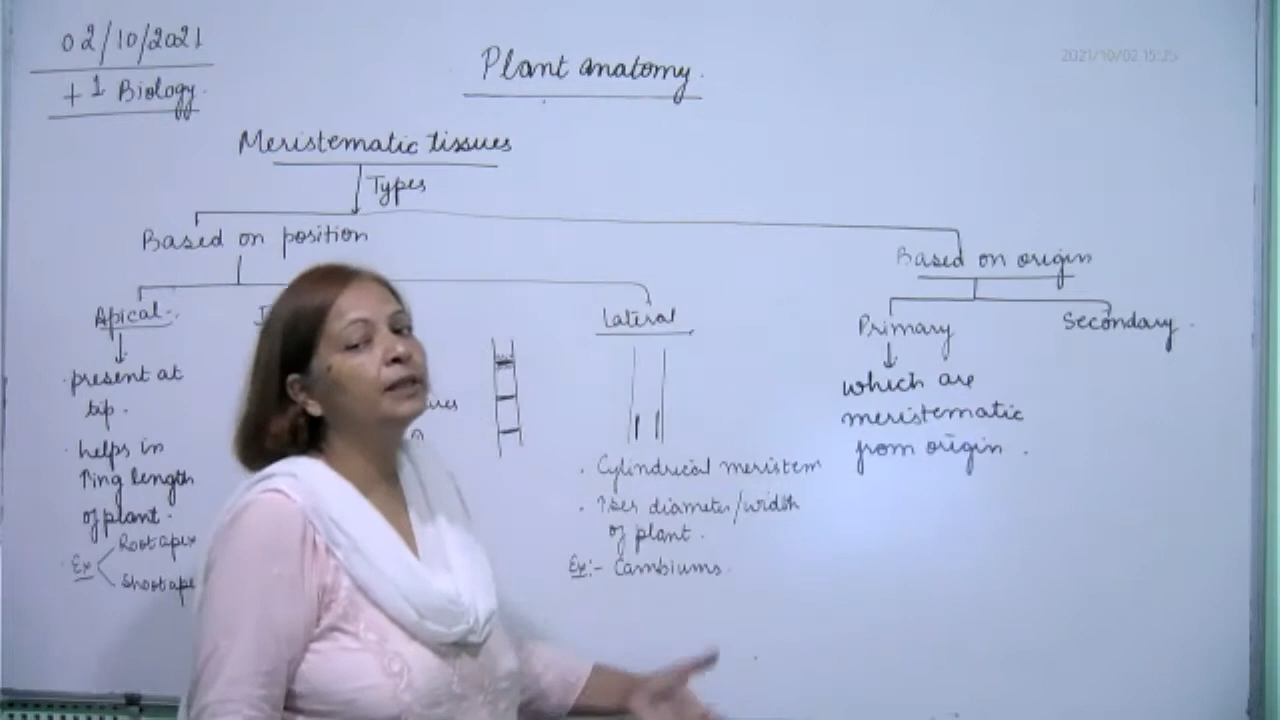 02/10/2021
+1 Biology.
2021/10/02 15:25
Plant anatomy.
Meristematic tissues
Types
Based on position
Based on origin
Apical
Lateral
Primary
Secondary.
· present at
tip.
· helps in
↑ing length
of plant.
· Ex
Root apex
Shoot ape
· Cylindrical meristem
· ↑ses diameter/width
of plant.
Ex:- Cambiums.
which are
meristematic
from origin.